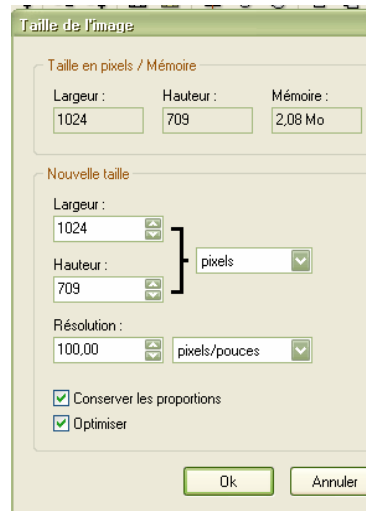 Taille de l'image
Taille en pixels / Mémoire
Largeur : Hauteur : Mémoire :
1024 709 2,08 Mo
Nouvelle taille
Largeur :
1024
pixels
Hauteur :
709
Résolution :
100,00 pixels/pouces
Conserver les proportions
Optimiser
Ok Annuler